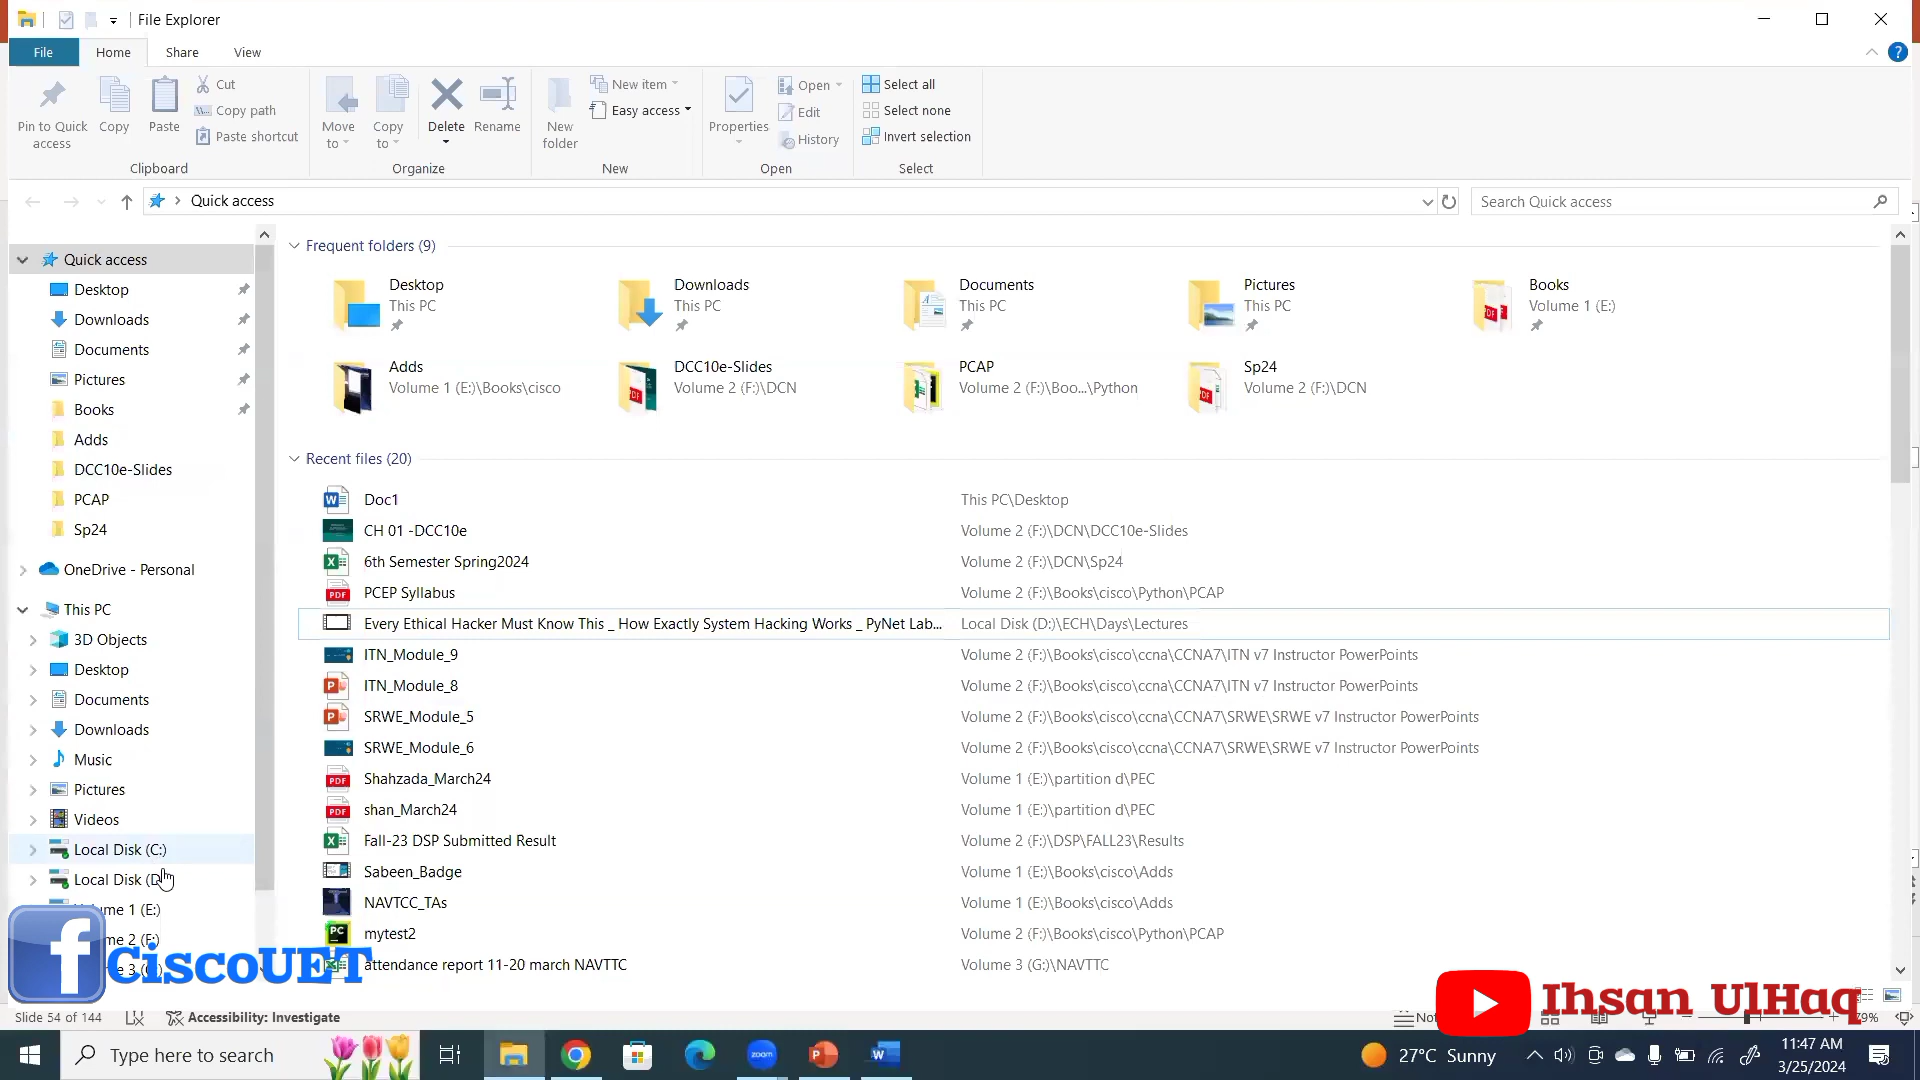 File Explorer
File Home Share View
Pin to Quick access
Copy
Paste
Cut
Copy path
Paste shortcut
Clipboard
Move to
Copy to
Delete
Rename
Organize
New folder
New item
Easy access
New
Properties
Open
Edit
History
Open
Select all
Select none
Invert selection
Select
Quick access
Search Quick access
Quick access
Desktop
Downloads
Documents
Pictures
Books
Adds
DCC10e-Slides
PCAP
Sp24
OneDrive - Personal
This PC
3D Objects
Desktop
Documents
Downloads
Music
Pictures
Videos
Local Disk (C:)
Local Disk
1 (E:)
2 (F:)
Frequent folders (9)
Desktop
This PC
Downloads
This PC
Documents
This PC
Pictures
This PC
Books
Volume 1 (E:)
Adds
Volume 1 (E:)\Books\cisco
DCC10e-Slides
Volume 2 (F:)\DCN
PCAP
Volume 2 (F:)\Boo...\Python
Sp24
Volume 2 (F:)\DCN
Recent files (20)
Doc1 This PC\Desktop
CH 01 -DCC10e Volume 2 (F:)\DCN\DCC10e-Slides
6th Semester Spring2024 Volume 2 (F:)\DCN\Sp24
PCEP Syllabus Volume 2 (F:)\Books\cisco\Python\PCAP
Every Ethical Hacker Must Know This _ How Exactly System Hacking Works _ PyNet Lab... Local Disk (D:)\ECH\Days\Lectures
ITN_Module_9 Volume 2 (F:)\Books\cisco\ccna\CCNA7\ITN v7 Instructor PowerPoints
ITN_Module_8 Volume 2 (F:)\Books\cisco\ccna\CCNA7\ITN v7 Instructor PowerPoints
SRWE_Module_5 Volume 2 (F:)\Books\cisco\ccna\CCNA7\SRWE\SRWE v7 Instructor PowerPoints
SRWE_Module_6 Volume 2 (F:)\Books\cisco\ccna\CCNA7\SRWE\SRWE v7 Instructor PowerPoints
Shahzada_March24 Volume 1 (E:)\partition d\PEC
shan_March24 Volume 1 (E:)\partition d\PEC
Fall-23 DSP Submitted Result Volume 2 (F:)\DSP\FALL23\Results
Sabeen_Badge Volume 1 (E:)\Books\cisco\Adds
NAVTCC_TAs Volume 1 (E:)\Books\cisco\Adds
mytest2 Volume 2 (F:)\Books\cisco\Python\PCAP
attendance report 11-20 march NAVTTC Volume 3 (G:)\NAVTTC
f CiscoUET
Ihsan UlHaq
Slide 54 of 144 Accessibility: Investigate
Type here to search
zoom
27°C Sunny
11:47 AM
3/25/2024